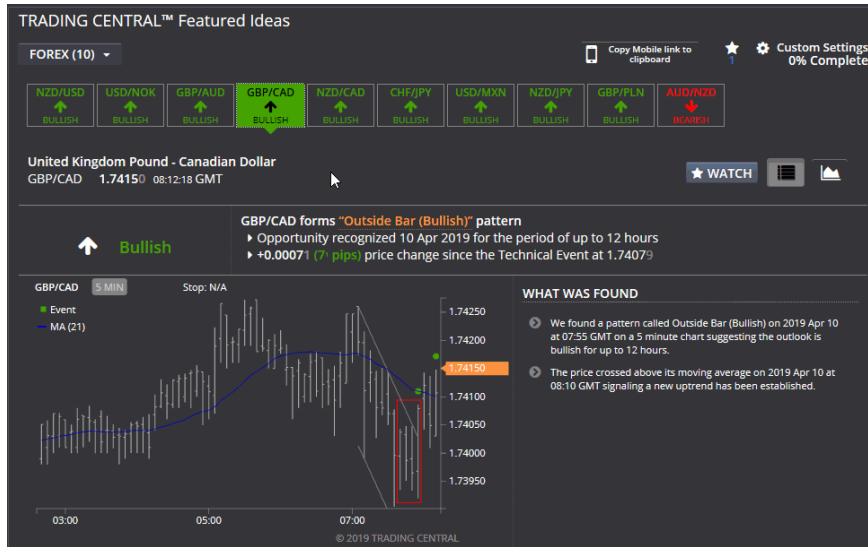 TRADING CENTRAL™ Featured Ideas
FOREX (10)
Copy Mobile link to
clipboard
1
Custom Settings
0% Complete
NZD/USD USD/NOK GBP/AUD GBP/CAD NZD/CAD CHF/JPY USD/MXN NZD/JPY GBP/PLN AUD/NZD
BULLISH BULLISH BULLISH BULLISH BULLISH BULLISH BULLISH BULLISH BULLISH BEARISH
United Kingdom Pound - Canadian Dollar
GBP/CAD 1.74150 08:12:18 GMT
WATCH
Bullish
GBP/CAD forms "Outside Bar (Bullish)" pattern
Opportunity recognized 10 Apr 2019 for the period of up to 12 hours
+0.00071 (7¹ pips) price change since the Technical Event at 1.74079
GBP/CAD 5 MIN Stop: N/A
Event
MA (21)
1.74250
1.74200
1.74150
1.74100
1.74050
1.74000
1.73950
03:00 05:00 07:00
© 2019 TRADING CENTRAL
WHAT WAS FOUND
We found a pattern called Outside Bar (Bullish) on 2019 Apr 10
at 07:55 GMT on a 5 minute chart suggesting the outlook is
bullish for up to 12 hours.
The price crossed above its moving average on 2019 Apr 10 at
08:10 GMT signaling a new uptrend has been established.